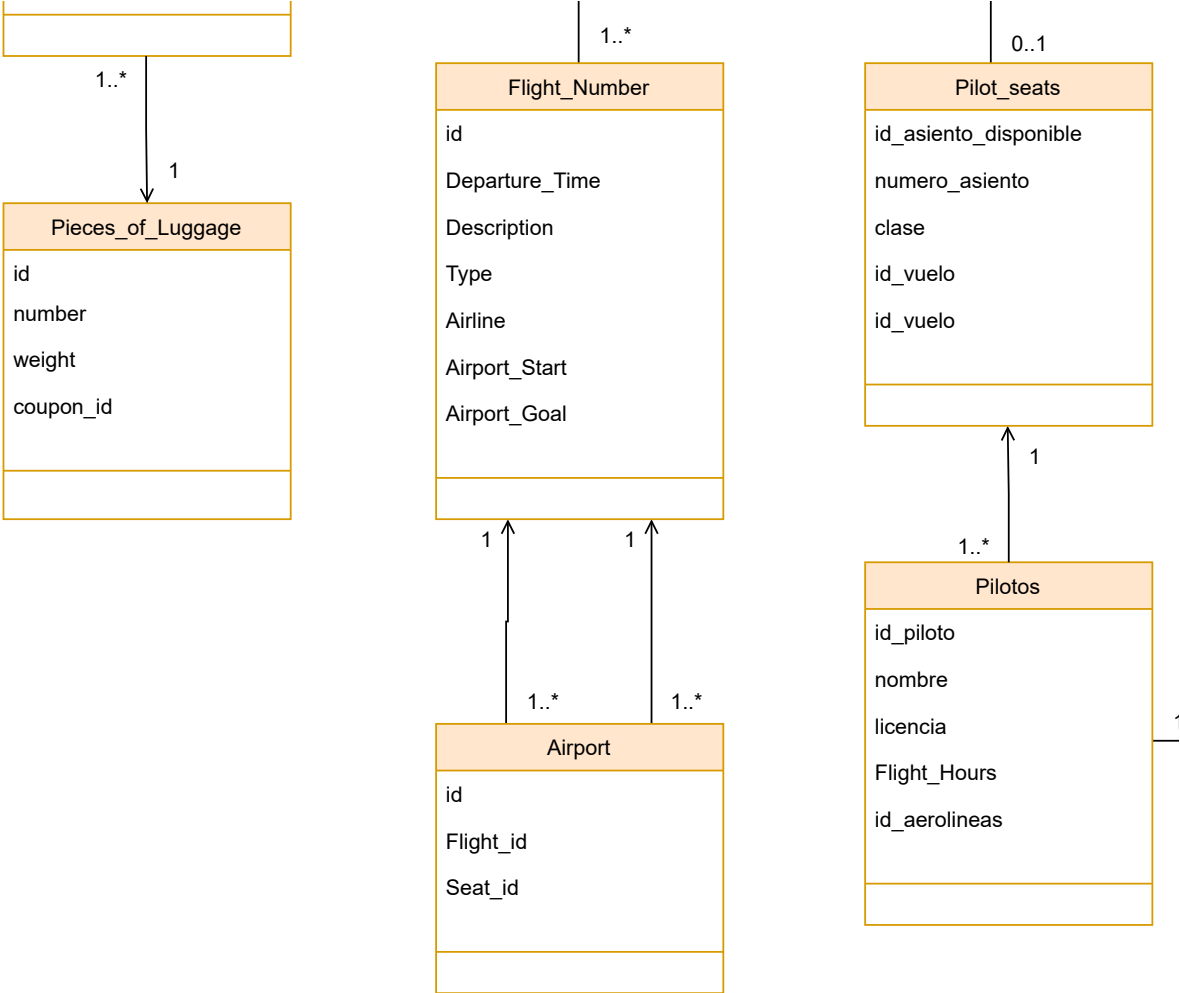 1..*
1
Pieces_of_Luggage
id
number
weight
coupon_id
1..*
Flight_Number
id
Departure_Time
Description
Type
Airline
Airport_Start
Airport_Goal
1
1
1..*
1..*
Airport
id
Flight_id
Seat_id
0..1
Pilot_seats
id_asiento_disponible
numero_asiento
clase
id_vuelo
id_vuelo
1
1..*
Pilotos
id_piloto
nombre
licencia
Flight_Hours
id_aerolineas